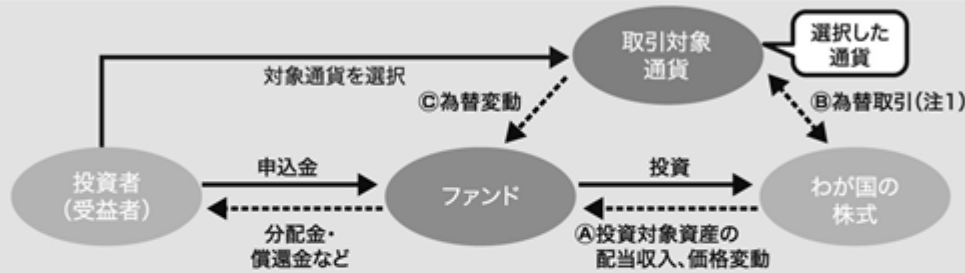 取引対象
通貨
選択した
通貨
対象通貨を選択
Ⓒ為替変動
Ⓑ為替取引(注1)
投資者
(受益者)
申込金
ファンド
投資
わが国の
株式
分配金・
償還金など
Ⓐ投資対象資産の
配当収入、価格変動